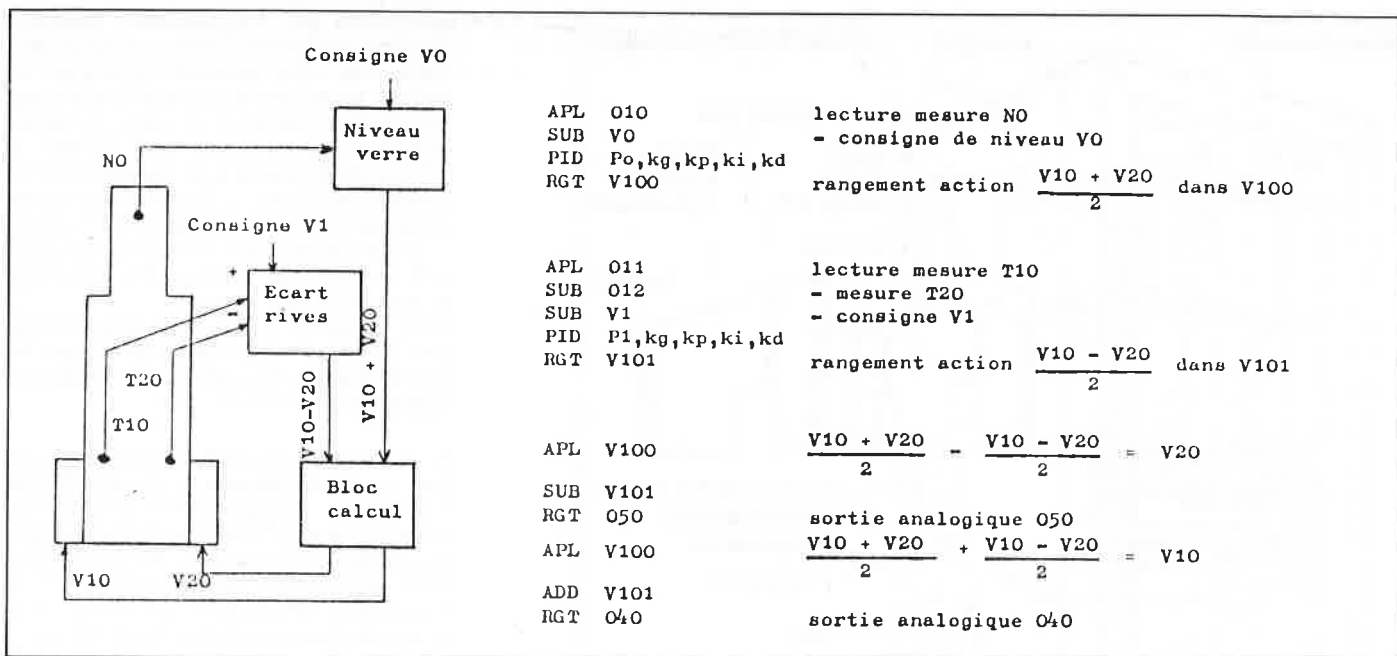 Consigne VO
Niveau
verre
NO
Consigne V1
+
-
Ecart
rives
T20
T10
V10-V20
V10 + V20
Bloc
calcul
V10
V20
APL 010 lecture mesure NO
SUB VO - consigne de niveau VO
PID Po,kg,kp,ki,kd
RGT V100 rangement action V10 + V20 / 2 dans V100
APL 011 lecture mesure T10
SUB 012 - mesure T20
SUB V1 - consigne V1
PID P1,kg,kp,ki,kd
RGT V101 rangement action V10 - V20 / 2 dans V101
APL V100 V10 + V20 / 2 - V10 - V20 / 2 = V20
SUB V101
RGT 050 sortie analogique 050
APL V100 V10 + V20 / 2 + V10 - V20 / 2 = V10
ADD V101
RGT 040 sortie analogique 040